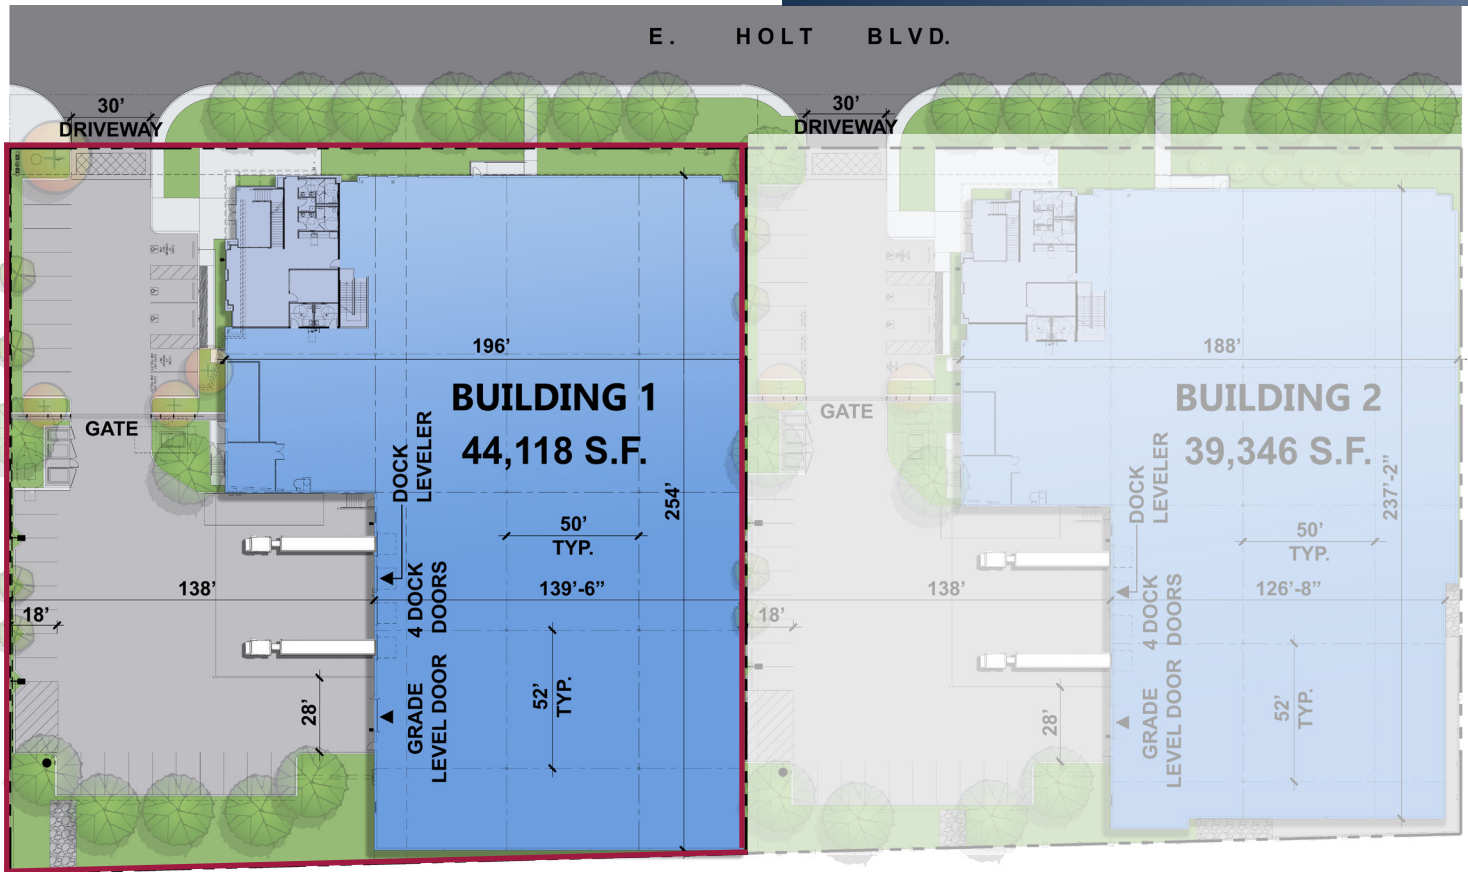 E. HOLT BLVD.
30’
DRIVEWAY
30’
DRIVEWAY
196’
BUILDING 1
44,118 S.F.
GATE
DOCK
LEVELER
254’
50’
TYP.
138’
139’-6”
18’
4 DOCK
DOORS
52’
TYP.
28’
GRADE
LEVEL DOOR
188’
BUILDING 2
39,346 S.F.
GATE
DOCK
LEVELER
237’-2”
50’
TYP.
138’
126’-8”
18’
4 DOCK
DOORS
52’
TYP.
28’
GRADE
LEVEL DOOR